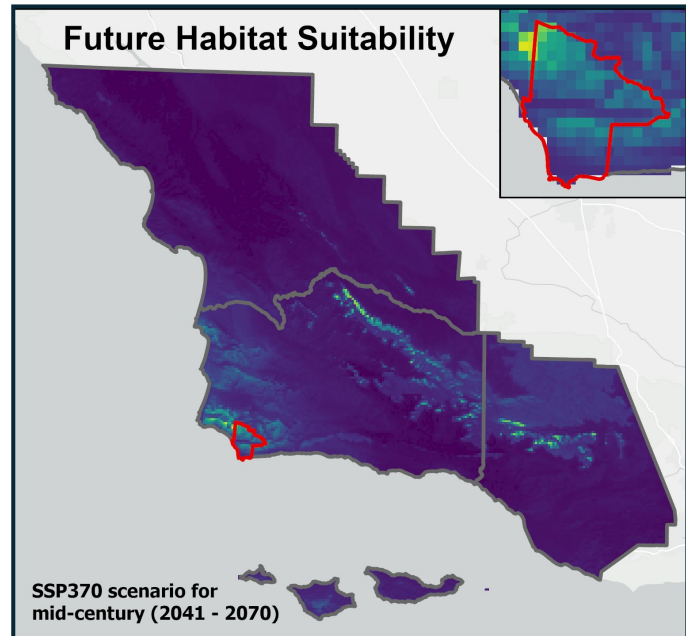 Future Habitat Suitability
SSP370 scenario for
mid-century (2041 - 2070)